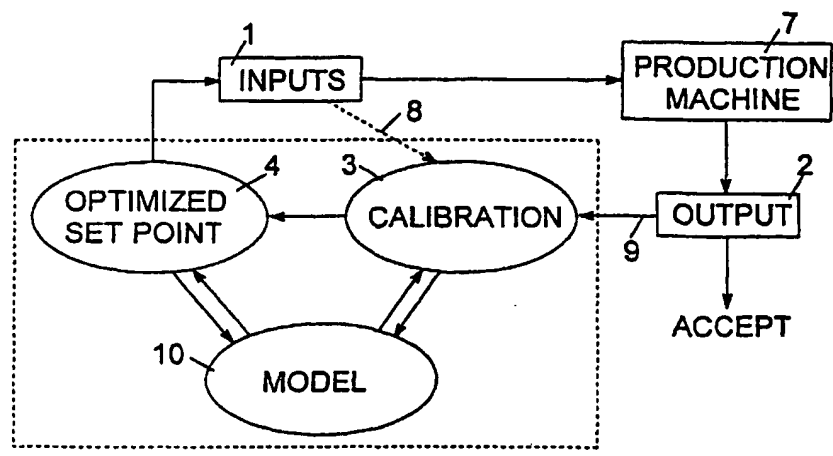 1
INPUTS
7
PRODUCTION
MACHINE
8
4
OPTIMIZED
SET POINT
3
CALIBRATION
2
OUTPUT
9
ACCEPT
10
MODEL